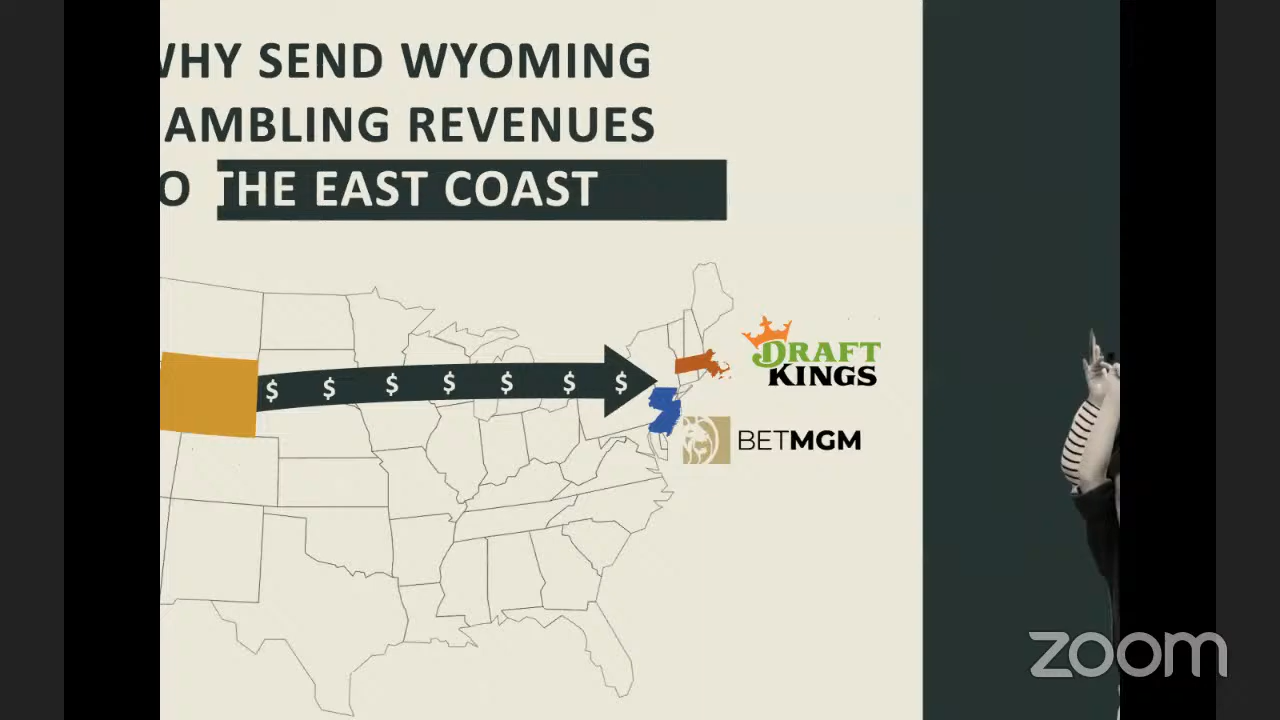 WHY SEND WYOMING
AMBLING REVENUES
O THE EAST COAST
$ $ $ $ $ $ $
DRAFT
KINGS
BETMGM
zoom